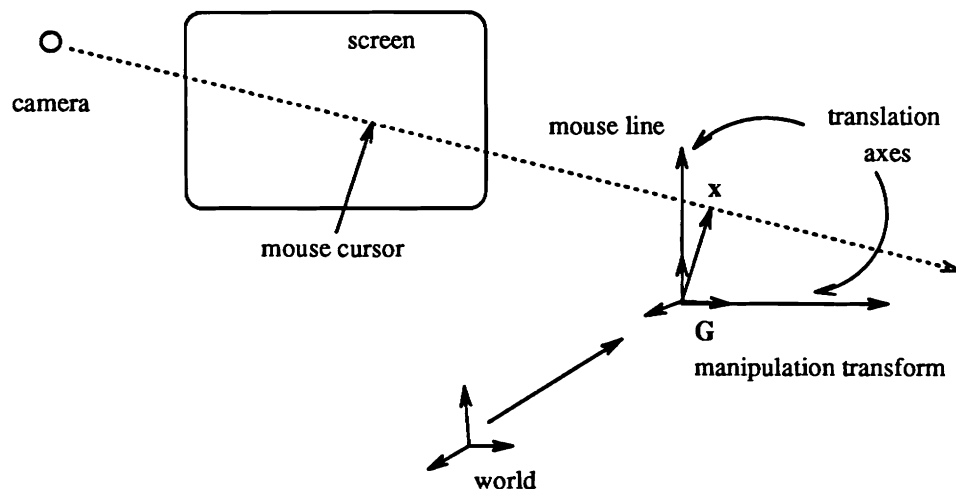 screen
camera
mouse line
translation
axes
x
mouse cursor
G
manipulation transform
world